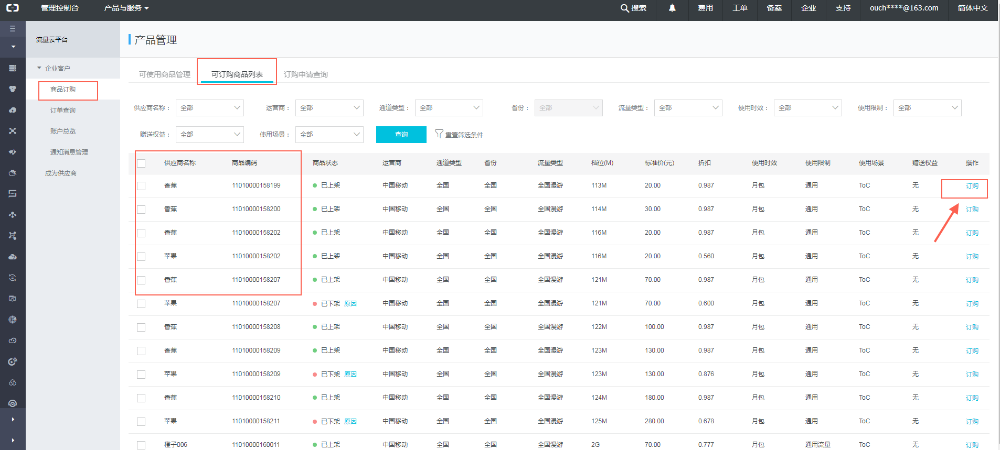 管理控制台 产品与服务 搜索 费用 工单 备案 企业 支持 ouch****@163.com 简体中文
流量云平台
企业客户
商品订购
订单查询
账户总览
通知消息管理
成为供应商
产品管理
可使用商品管理 可订购商品列表 订购申请查询
供应商名称： 全部 运营商： 全部 通道类型： 全部 省份： 全部 流量类型： 全部 使用时效： 全部 使用限制： 全部
赠送权益： 全部 使用场景： 全部 查询 重置筛选条件
供应商名称 商品编码 商品状态 运营商 通道类型 省份 流量类型 档位(M) 标准价(元) 折扣 使用时效 使用限制 使用场景 赠送权益 操作
香蕉 11010000158199 已上架 中国移动 全国 全国 全国漫游 113M 20.00 0.987 月包 通用 ToC 无 订购
香蕉 11010000158200 已上架 中国移动 全国 全国 全国漫游 114M 30.00 0.987 月包 通用 ToC 无 订购
香蕉 11010000158202 已上架 中国移动 全国 全国 全国漫游 116M 20.00 0.987 月包 通用 ToC 无 订购
苹果 11010000158202 已上架 中国移动 全国 全国 全国漫游 116M 20.00 0.560 月包 通用 ToC 无 订购
香蕉 11010000158207 已上架 中国移动 全国 全国 全国漫游 121M 70.00 0.987 月包 通用 ToC 无 订购
苹果 11010000158207 已下架 原因 中国移动 全国 全国 全国漫游 121M 70.00 0.600 月包 通用 ToC 无 订购
香蕉 11010000158208 已上架 中国移动 全国 全国 全国漫游 122M 100.00 0.987 月包 通用 ToC 无 订购
香蕉 11010000158209 已上架 中国移动 全国 全国 全国漫游 123M 130.00 0.987 月包 通用 ToC 无 订购
苹果 11010000158209 已下架 原因 中国移动 全国 全国 全国漫游 123M 130.00 0.876 月包 通用 ToC 无 订购
香蕉 11010000158210 已上架 中国移动 全国 全国 全国漫游 124M 180.00 0.987 月包 通用 ToC 无 订购
苹果 11010000158211 已下架 原因 中国移动 全国 全国 全国漫游 125M 280.00 0.678 月包 通用 ToC 无 订购
橙子006 11010000160011 已上架 中国移动 全国 全国 全国漫游 2G 70.00 0.777 月包 通用流量 ToC 无 订购